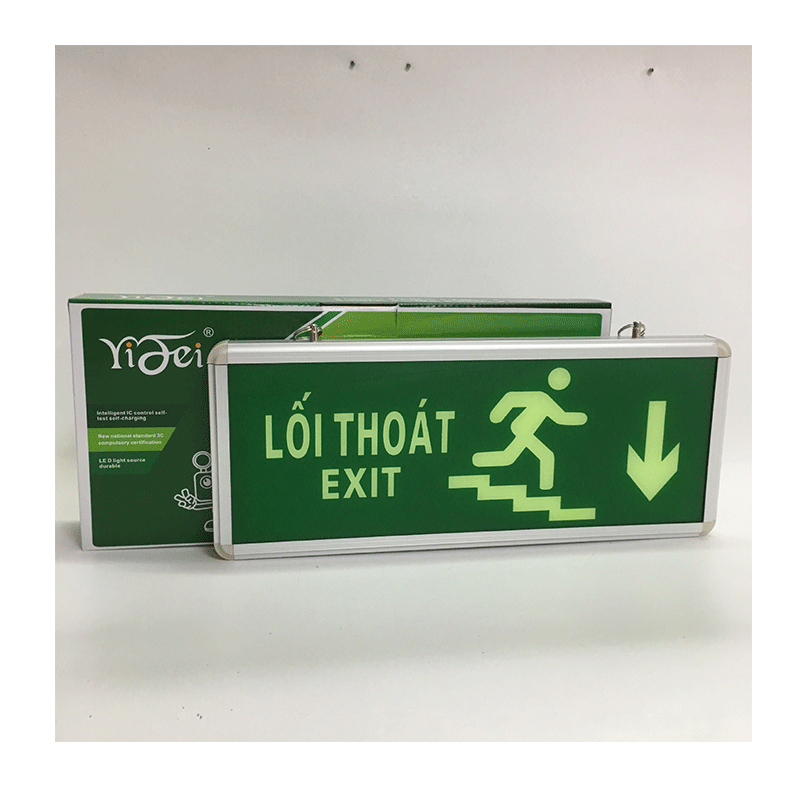 YiFei®
Intelligent IC control self-
test self-charging
New national standard 3C
compulsory certification
LED light source
durable
LỐI THOÁT
EXIT